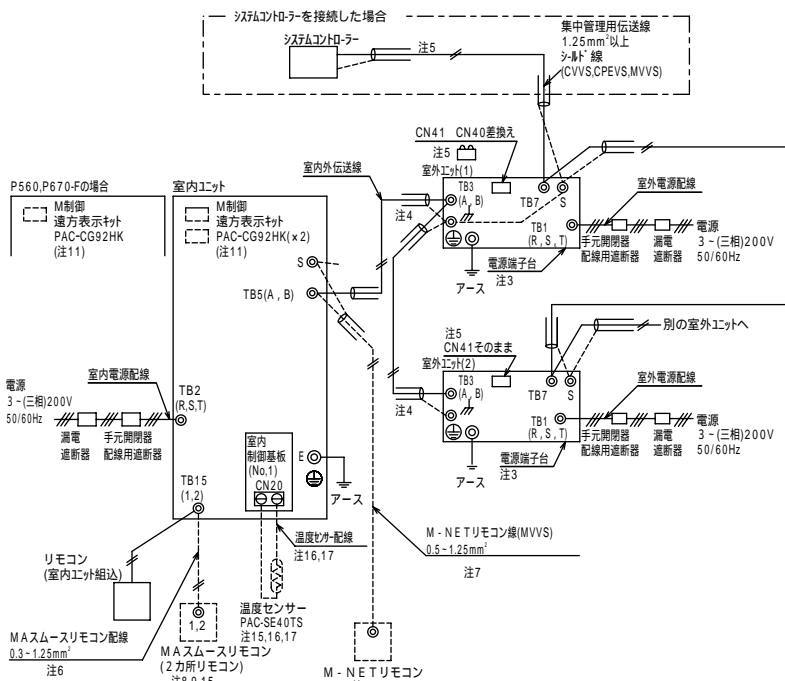 システムコントローラーを接続した場合
システムコントローラー
注5
集中管理用伝送線
1.25mm²以上
シールド線
(CVVS,CPEVS,MVVS)
CN41 CN40差換え
注5
室内外伝送線
室外ユニット(1)
TB3
(A,B)
TB7
S
室外電源配線
注4
TB1
(R,S,T)
手元開閉器
配線用遮断器
漏電
遮断器
電源
3~(三相)200V
50/60Hz
電源端子台
注3
アース
P560,P670-Fの場合
M制御
遠方表示キット
PAC-CG92HK
(注11)
室内ユニット
M制御
遠方表示キット
PAC-CG92HK(×2)
(注11)
S
TB5(A,B)
注5
CN41そのまま
室外ユニット(2)
別の室外ユニットへ
TB3
(A,B)
TB7
S
室外電源配線
注4
TB1
(R,S,T)
手元開閉器
配線用遮断器
漏電
遮断器
電源
3~(三相)200V
50/60Hz
電源端子台
注3
アース
電源
3~(三相)200V
50/60Hz
室内電源配線
TB2
(R,S,T)
漏電
遮断器
手元開閉器
配線用遮断器
室内
制御基板
(No,1)
CN20
E
アース
TB15
(1,2)
温度センサー配線
注16,17
M-NETリモコン線(MVVS)
0.5~1.25mm²
注7
リモコン
(室内ユニット組込)
1,2
温度センサー
PAC-SE40TS
注15,16,17
MAスムースリモコン配線
0.3~1.25mm²
注6
MAスムースリモコン
(2カ所リモコン)
注8,9,15
M-NETリモコン